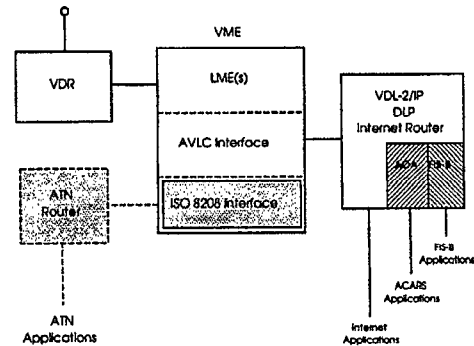 VME
VDR
LME(s)
AVLC Interface
ISO 8208 Interface
ATN
Router
ATN
Applications
VDL-2/IP
DLP
Internet Router
AOA
FIS-B
FIS-B
Applications
ACARS
Applications
Internet
Applications